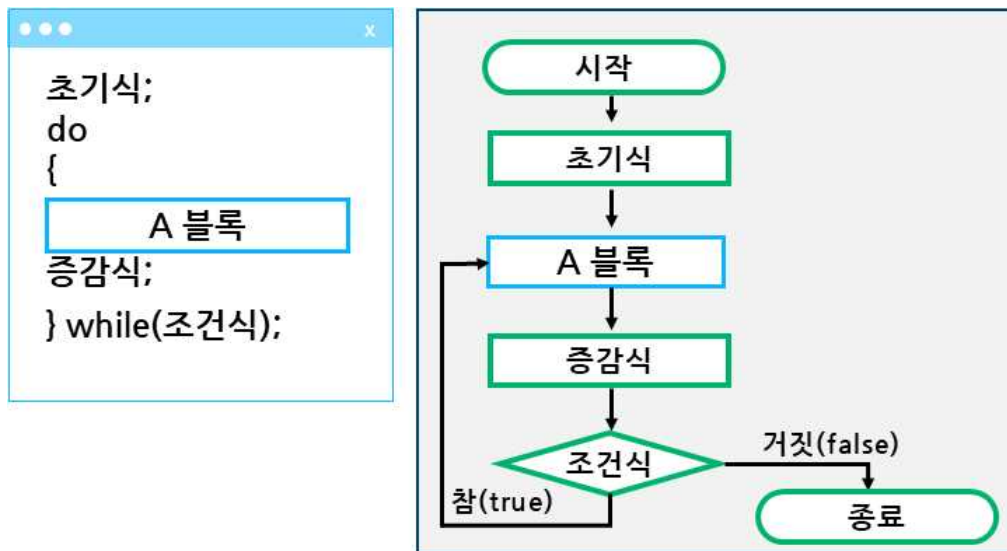 x
초기식;
do
{
A 블록
증감식;
} while(조건식);
시작
초기식
A 블록
증감식
조건식
거짓(false)
참(true)
종료